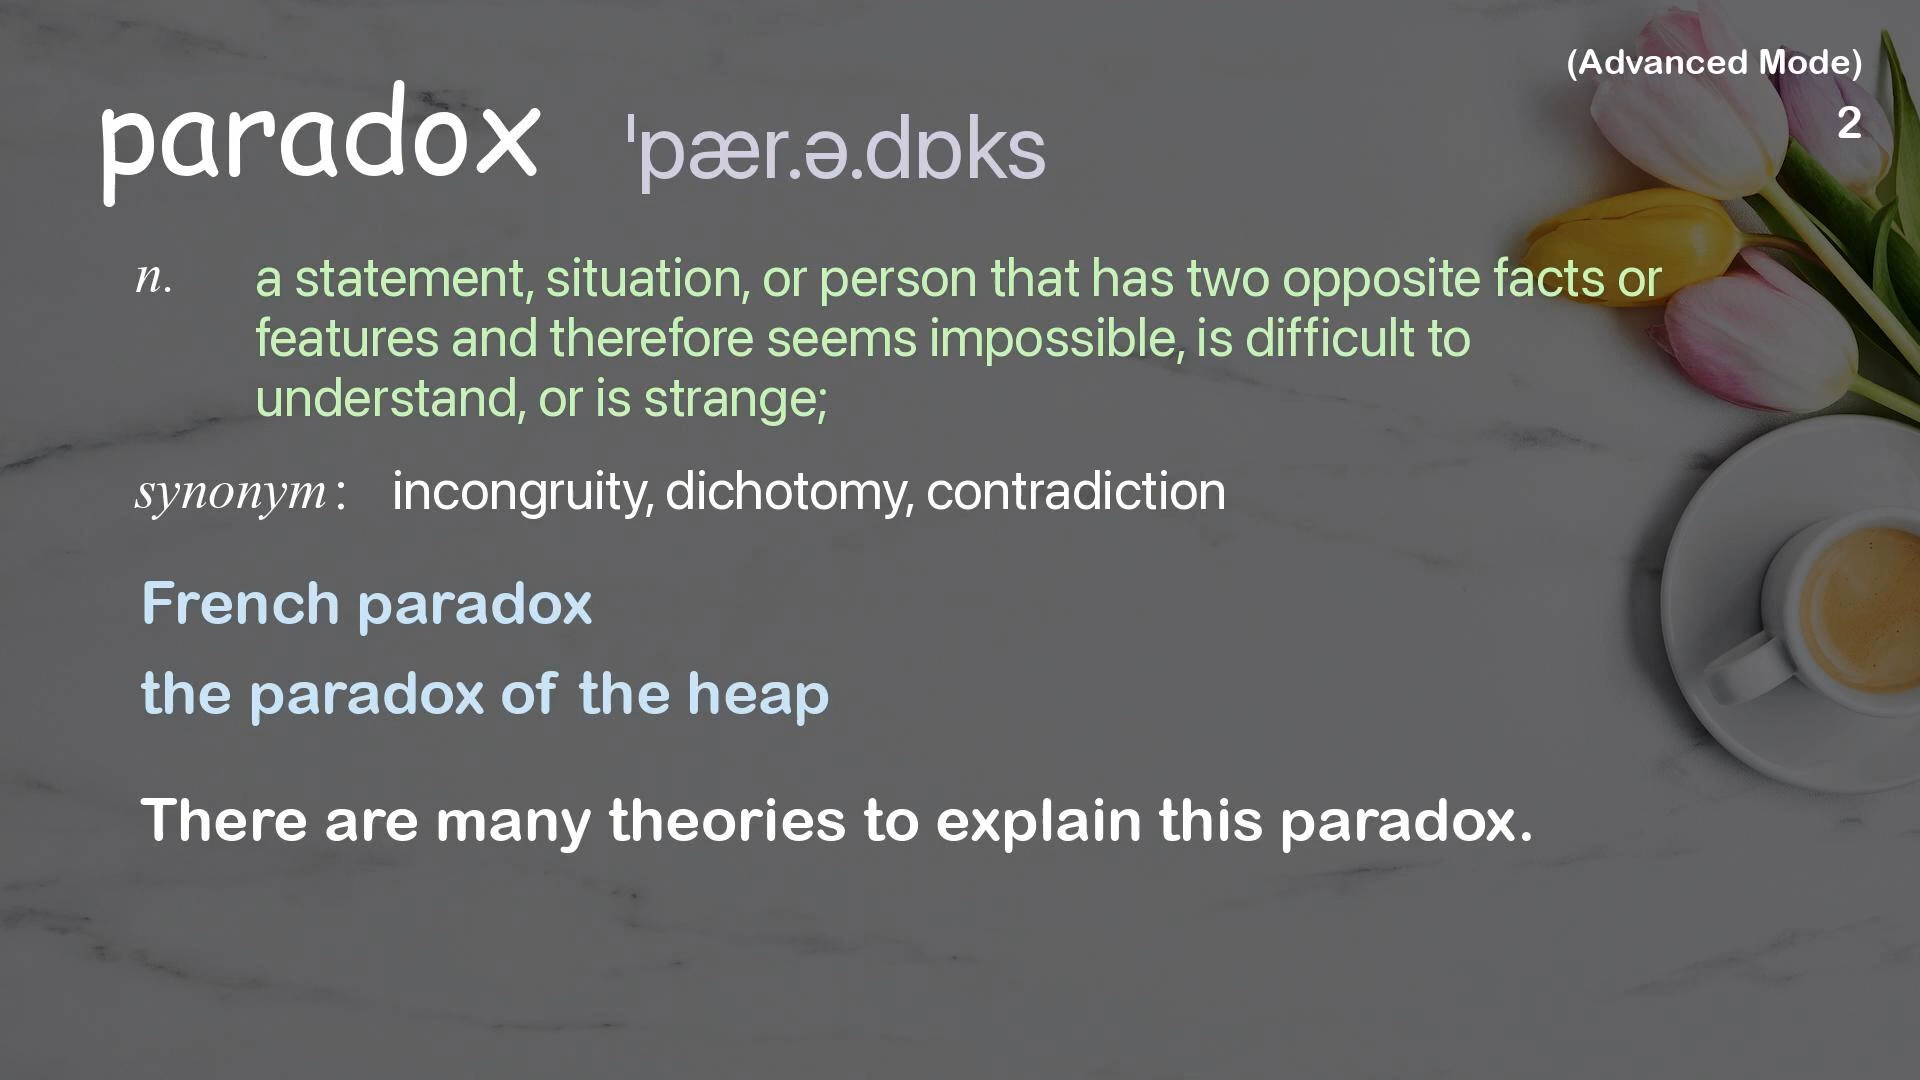 (Advanced Mode)
2
paradox ˈpær.ə.dɒks
n. a statement, situation, or person that has two opposite facts or
features and therefore seems impossible, is difficult to
understand, or is strange;
synonym: incongruity, dichotomy, contradiction
French paradox
the paradox of the heap
There are many theories to explain this paradox.